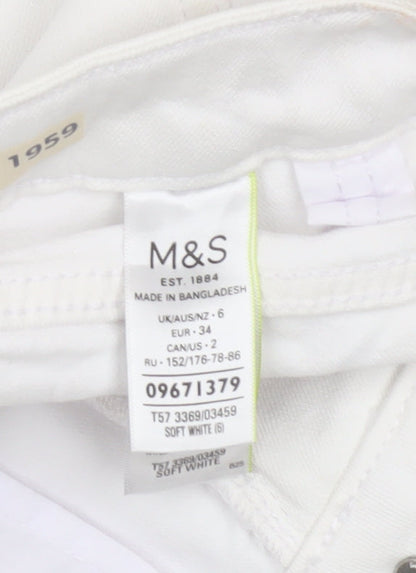 1959
M&S
EST. 1884
MADE IN BANGLADESH
UK/AUS/NZ · 6
EUR · 34
CAN/US · 2
RU · 152/176-78-86
09671379
T57 3369/03459
SOFT WHITE (6)
T57 3369/03459
SOFT WHITE